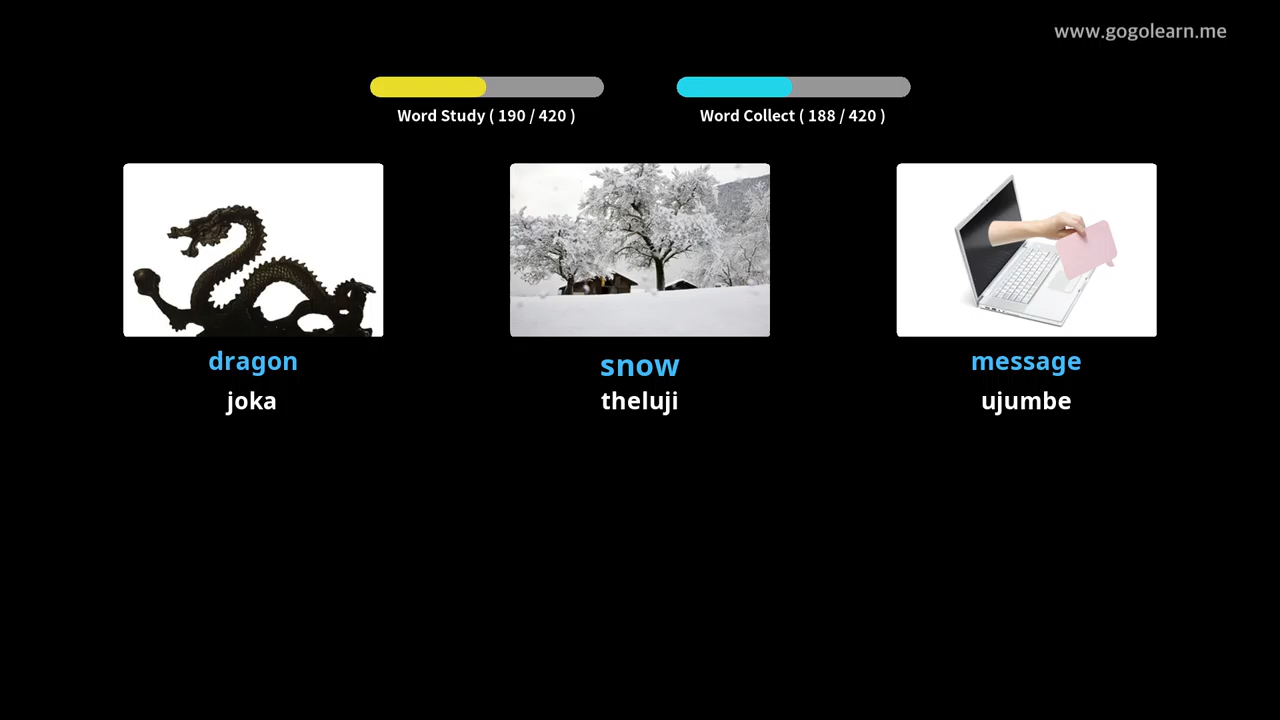 www.gogolearn.me
Word Study ( 190 / 420 )
Word Collect ( 188 / 420 )
dragon
joka
snow
theluji
message
ujumbe